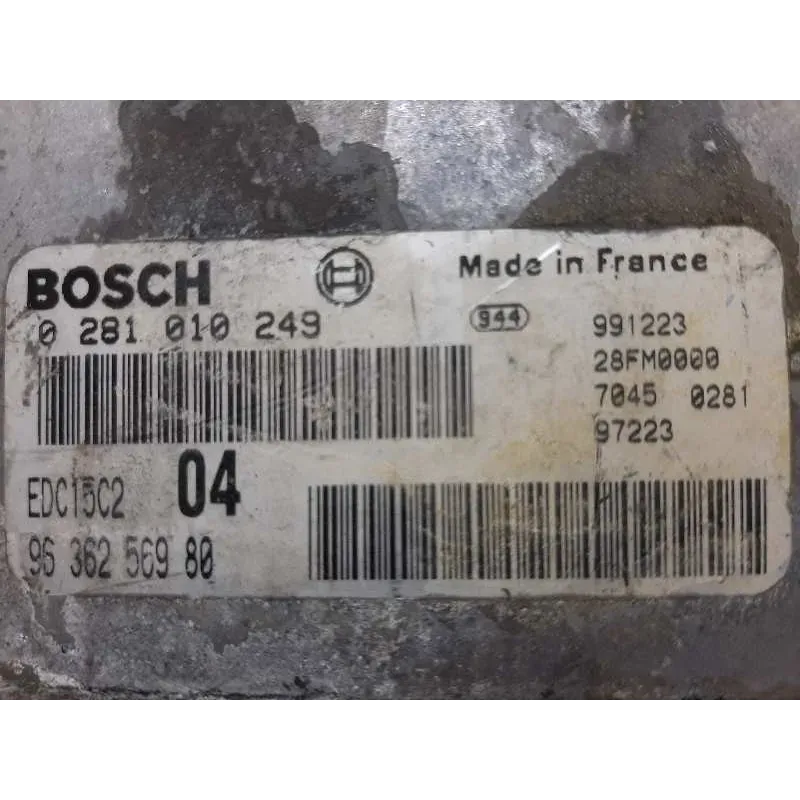 BOSCH
Made in France
0 281 010 249
944
991223
28FM0000
7045 0281
97223
EDC15C2 04
96 362 569 80